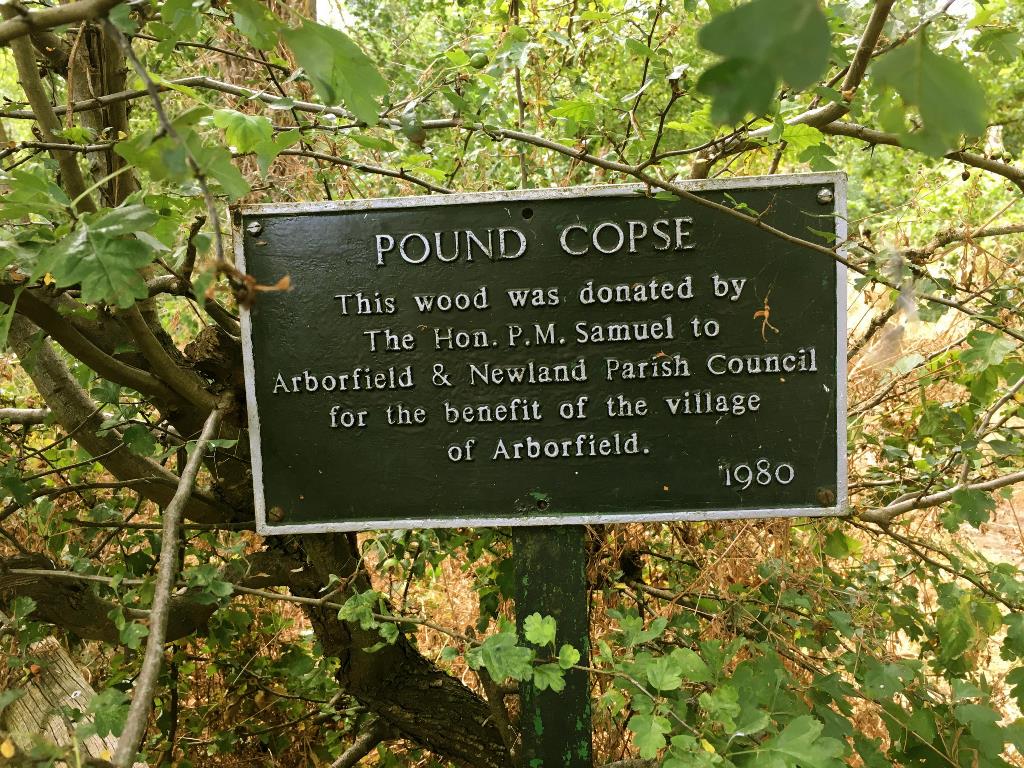 POUND COPSE
This wood was donated by
The Hon. P.M. Samuel to
Arborfield & Newland Parish Council
for the benefit of the village
of Arborfield.
1980